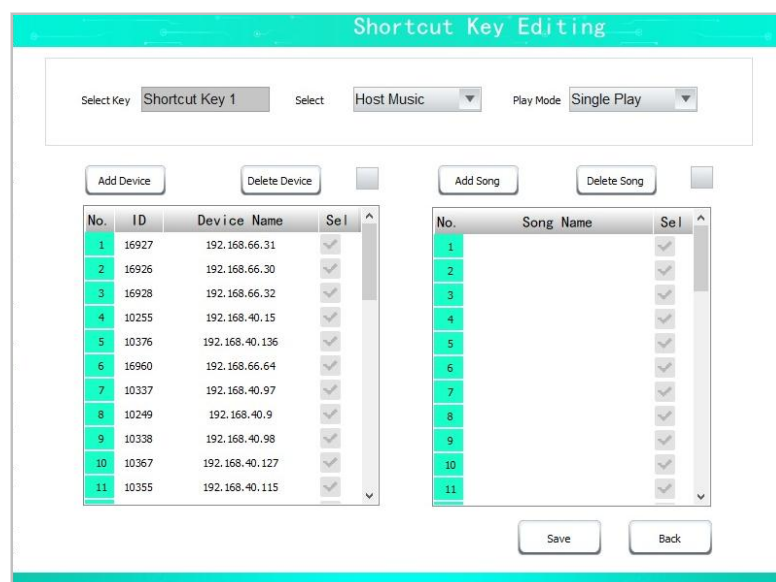 Shortcut Key Editing
Select Key Shortcut Key 1 Select Host Music Play Mode Single Play
Add Device Delete Device Add Song Delete Song
No. ID Device Name Sel No. Song Name Sel
1 16927 192.168.66.31 1
2 16926 192.168.66.30 2
3 16928 192.168.66.32 3
4 10255 192.168.40.15 4
5 10376 192.168.40.136 5
6 16960 192.168.66.64 6
7 10337 192.168.40.97 7
8 10249 192.168.40.9 8
9 10338 192.168.40.98 9
10 10367 192.168.40.127 10
11 10355 192.168.40.115 11
Save Back